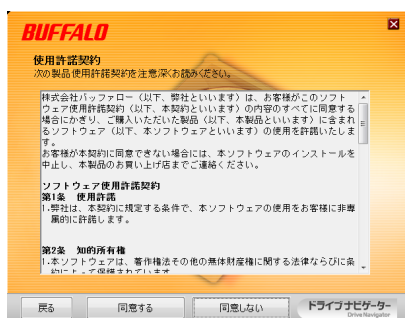 BUFFALO
使用許諾契約
次の製品使用許諾契約を注意深くお読みください。
株式会社バッファロー（以下、弊社といいます）は、お客様がこのソフト
ウェア使用許諾契約（以下、本契約といいます）の内容のすべてに同意する
場合にかぎり、ご購入いただいた製品（以下、本製品といいます）に含まれ
るソフトウェア（以下、本ソフトウェアといいます）の使用を許諾いたしま
す。
お客様が本契約に同意できない場合には、本ソフトウェアのインストールを
中止し、本製品のお買い上げ店までご連絡ください。
ソフトウェア使用許諾契約
第1条　使用許諾
1.弊社は、本契約に規定する条件で、本ソフトウェアの使用をお客様に非専
属的に許諾します。
第2条　知的所有権
1.本ソフトウェアは、著作権法その他の無体財産権に関する法律ならびに条
約によって保護されています
戻る
同意する
同意しない
ドライブナビゲーター
Drive Navigator